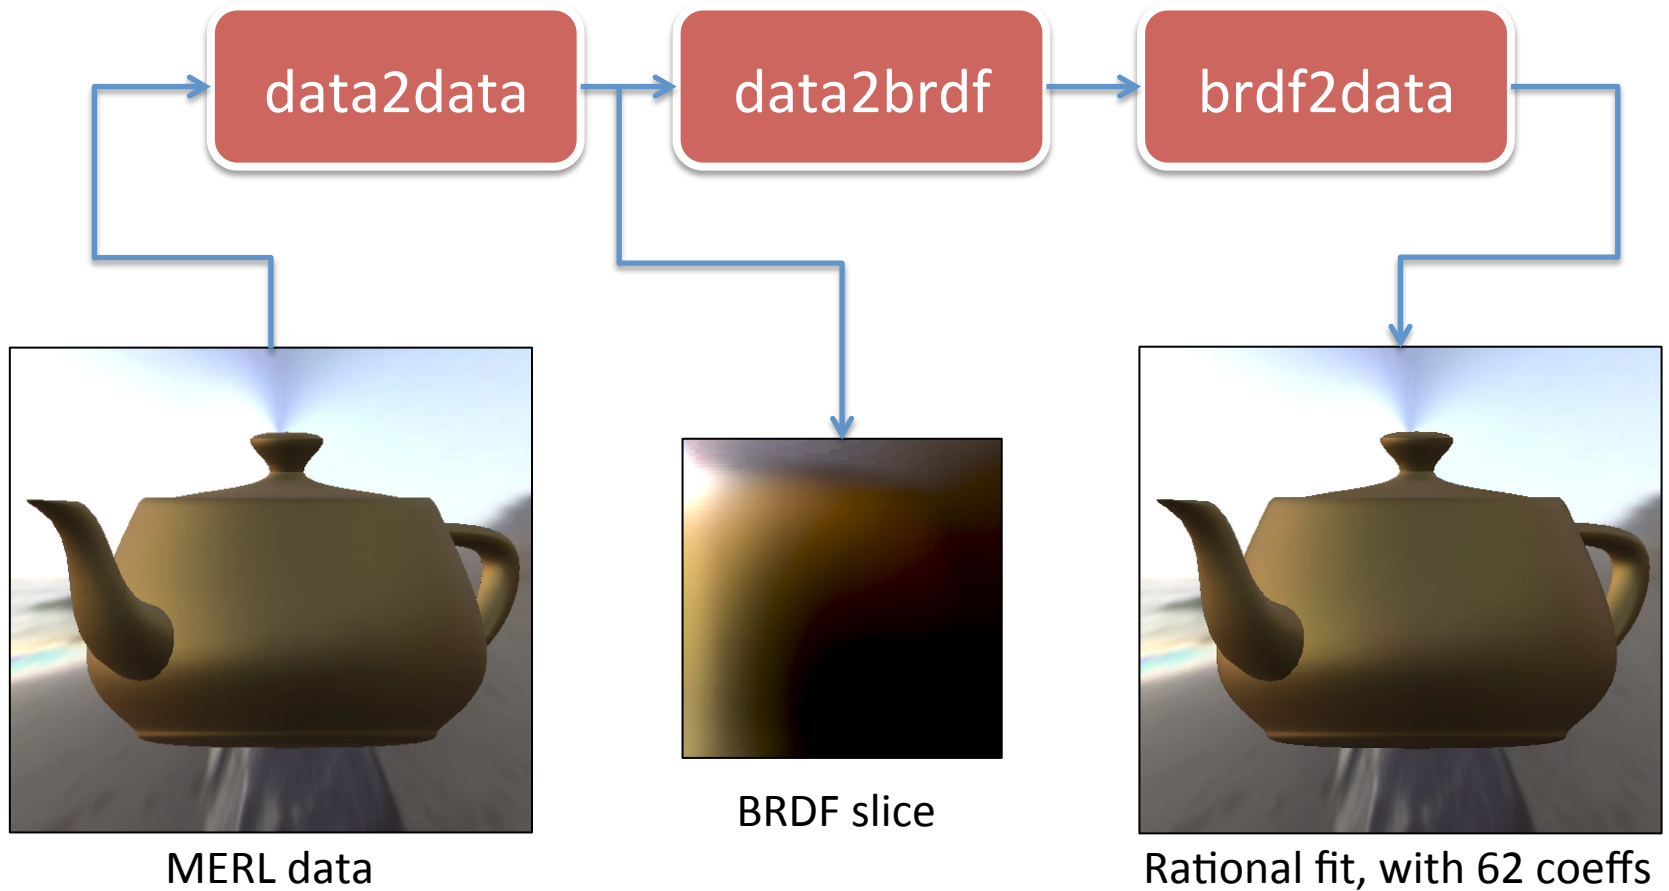 data2data
data2brdf
brdf2data
BRDF slice
MERL data
Rational fit, with 62 coeffs